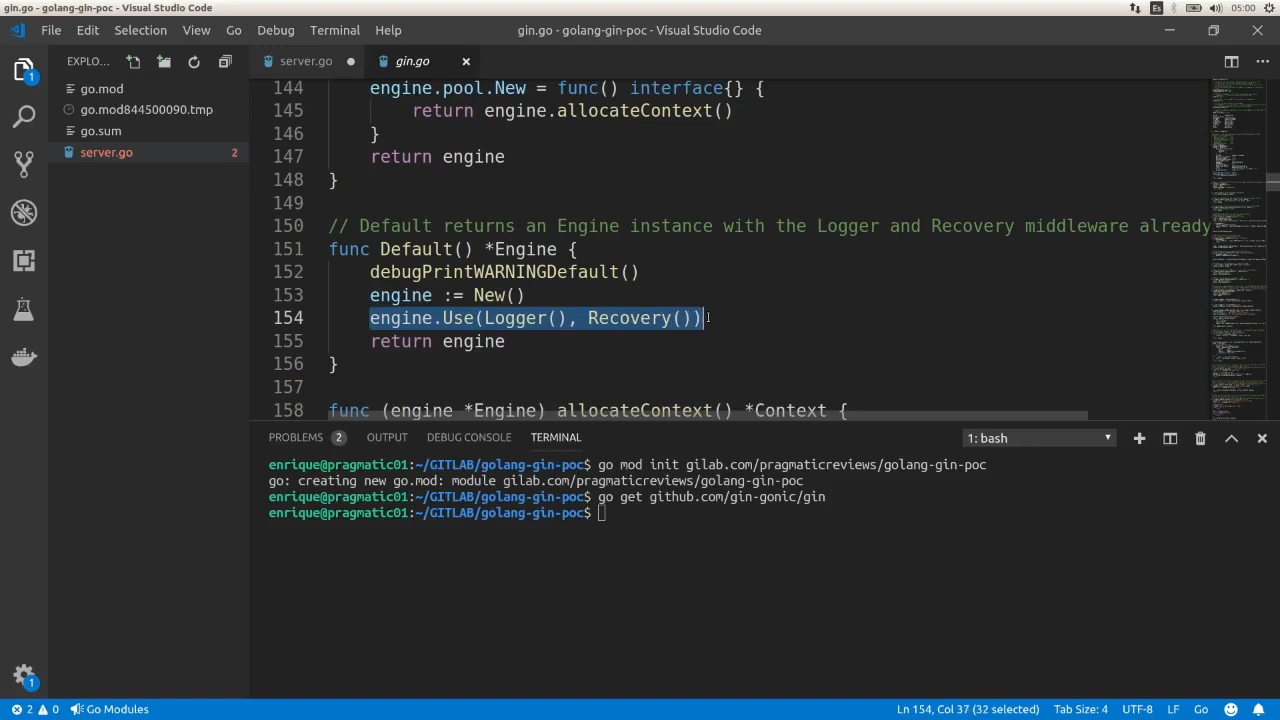 gin.go - golang-gin-poc - Visual Studio Code
Es 05:00
File Edit Selection View Go Debug Terminal Help gin.go - golang-gin-poc - Visual Studio Code
EXPLO... server.go gin.go
go.mod
go.mod844500090.tmp
go.sum
server.go 2
1
144 engine.pool.New = func() interface{} {
145 return engine.allocateContext()
146 }
147 return engine
148 }
149
150 // Default returns an Engine instance with the Logger and Recovery middleware already
151 func Default() *Engine {
152 debugPrintWARNINGDefault()
153 engine := New()
154 engine.Use(Logger(), Recovery())
155 return engine
156 }
157
158 func (engine *Engine) allocateContext() *Context {
PROBLEMS 2 OUTPUT DEBUG CONSOLE TERMINAL 1: bash
enrique@pragmatic01:~/GITLAB/golang-gin-poc$ go mod init gilab.com/pragmaticreviews/golang-gin-poc
go: creating new go.mod: module gilab.com/pragmaticreviews/golang-gin-poc
enrique@pragmatic01:~/GITLAB/golang-gin-poc$ go get github.com/gin-gonic/gin
enrique@pragmatic01:~/GITLAB/golang-gin-poc$
1
2 0 Go Modules Ln 154, Col 37 (32 selected) Tab Size: 4 UTF-8 LF Go